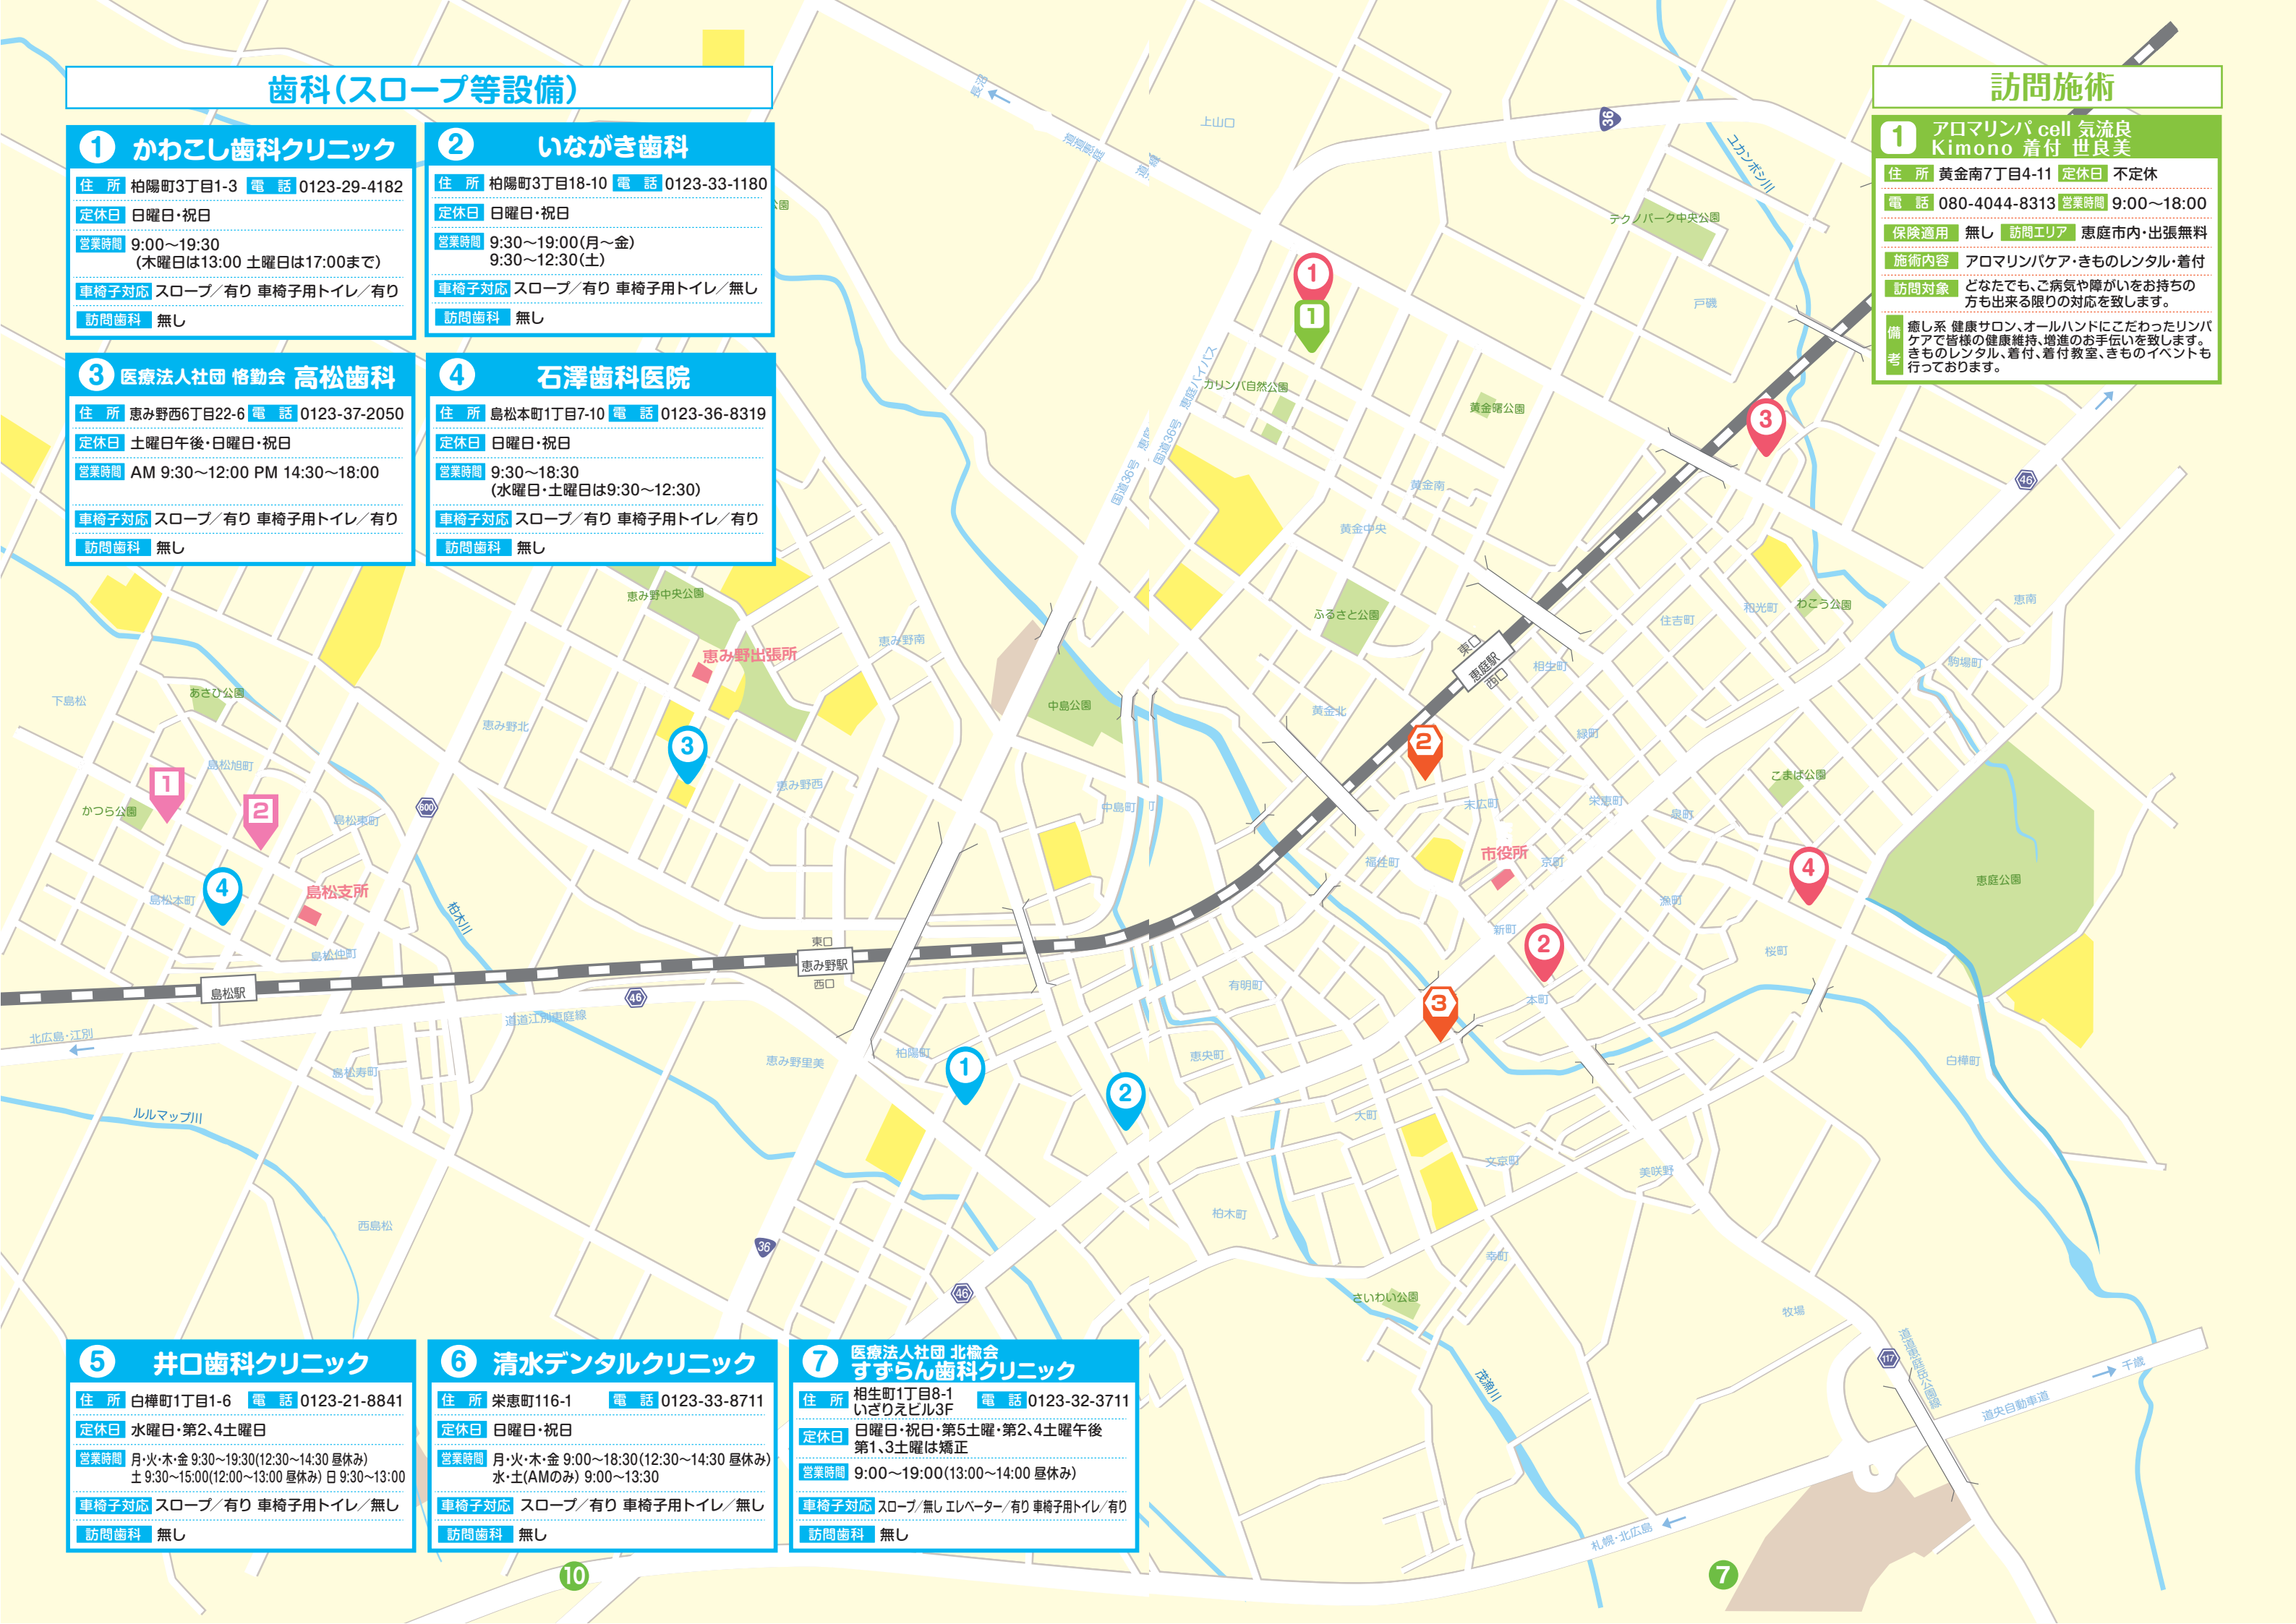 歯科（スロープ等設備）
1 かわこし歯科クリニック
住　所 柏陽町3丁目1-3 電　話 0123-29-4182
定休日 日曜日・祝日
営業時間 9:00〜19:30
(木曜日は13:00 土曜日は17:00まで)
車椅子対応 スロープ／有り 車椅子用トイレ／有り
訪問歯科 無し
2 いながき歯科
住　所 柏陽町3丁目18-10 電　話 0123-33-1180
定休日 日曜日・祝日
営業時間 9:30〜19:00(月〜金)
9:30〜12:30(土)
車椅子対応 スロープ／有り 車椅子用トイレ／無し
訪問歯科 無し
3 医療法人社団 恪勤会 高松歯科
住　所 恵み野西6丁目22-6 電　話 0123-37-2050
定休日 土曜日午後・日曜日・祝日
営業時間 AM 9:30〜12:00 PM 14:30〜18:00
車椅子対応 スロープ／有り 車椅子用トイレ／有り
訪問歯科 無し
4 石澤歯科医院
住　所 島松本町1丁目7-10 電　話 0123-36-8319
定休日 日曜日・祝日
営業時間 9:30〜18:30
(水曜日・土曜日は9:30〜12:30)
車椅子対応 スロープ／有り 車椅子用トイレ／有り
訪問歯科 無し
訪問施術
1 アロマリンパ cell 気流良
Kimono 着付 世良美
住　所 黄金南7丁目4-11 定休日 不定休
電　話 080-4044-8313 営業時間 9:00〜18:00
保険適用 無し 訪問エリア 恵庭市内・出張無料
施術内容 アロマリンパケア・きものレンタル・着付
訪問対象 どなたでも、ご病気や障がいをお持ちの
方も出来る限りの対応を致します。
備考 癒し系 健康サロン、オールハンドにこだわったリンパ
ケアで皆様の健康維持、増進のお手伝いを致します。
きものレンタル、着付、着付教室、きものイベントも
行っております。
長沼
上山口
36
ユカンボシ川
テクノパーク中央公園
公園
戸磯
1
1
国道36号　恵庭バイパス
国道36号　恵庭
カリンバ自然公園
黄金曙公園
3
46
黄金南
黄金中央
恵み野中央公園
ふるさと公園
住吉町
和光町
わこう公園
恵南
恵み野南
恵み野出張所
東口
恵庭駅
西口
相生町
駒場町
下島松
あさひ公園
恵み野北
中島公園
黄金北
緑町
2
3
島松旭町
恵み野西
こまば公園
1
2
かつら公園
600
島松東町
中島町
町
末広町
栄恵町
泉町
福住町
市役所
京町
4
恵庭公園
4
島松支所
島松本町
柏木川
漁町
新町
2
桜町
島松仲町
東口
恵み野駅
西口
島松駅
46
有明町
3
本町
道道江別恵庭線
北広島・江別
恵み野里美
柏陽町
1
恵央町
白樺町
島松寿町
2
ルルマップ川
大町
文京町
美咲野
西島松
柏木町
36
幸町
46
さいわい公園
牧場
茂漁川
117
道道恵庭岳公園線
千歳
道央自動車道
札幌・北広島
5 井口歯科クリニック
住　所 白樺町1丁目1-6 電　話 0123-21-8841
定休日 水曜日・第2、4土曜日
営業時間 月・火・木・金 9:30〜19:30(12:30〜14:30 昼休み)
土 9:30〜15:00(12:00〜13:00 昼休み) 日 9:30〜13:00
車椅子対応 スロープ／有り 車椅子用トイレ／無し
訪問歯科 無し
6 清水デンタルクリニック
住　所 栄恵町116-1 電　話 0123-33-8711
定休日 日曜日・祝日
営業時間 月・火・木・金 9:00〜18:30(12:30〜14:30 昼休み)
水・土(AMのみ) 9:00〜13:30
車椅子対応 スロープ／有り 車椅子用トイレ／無し
訪問歯科 無し
7 医療法人社団 北楡会
すずらん歯科クリニック
住　所 相生町1丁目8-1
いざりえビル3F 電　話 0123-32-3711
定休日 日曜日・祝日・第5土曜・第2、4土曜午後
第1、3土曜は矯正
営業時間 9:00〜19:00(13:00〜14:00 昼休み)
車椅子対応 スロープ／無し エレベーター／有り 車椅子用トイレ／有り
訪問歯科 無し
10
7